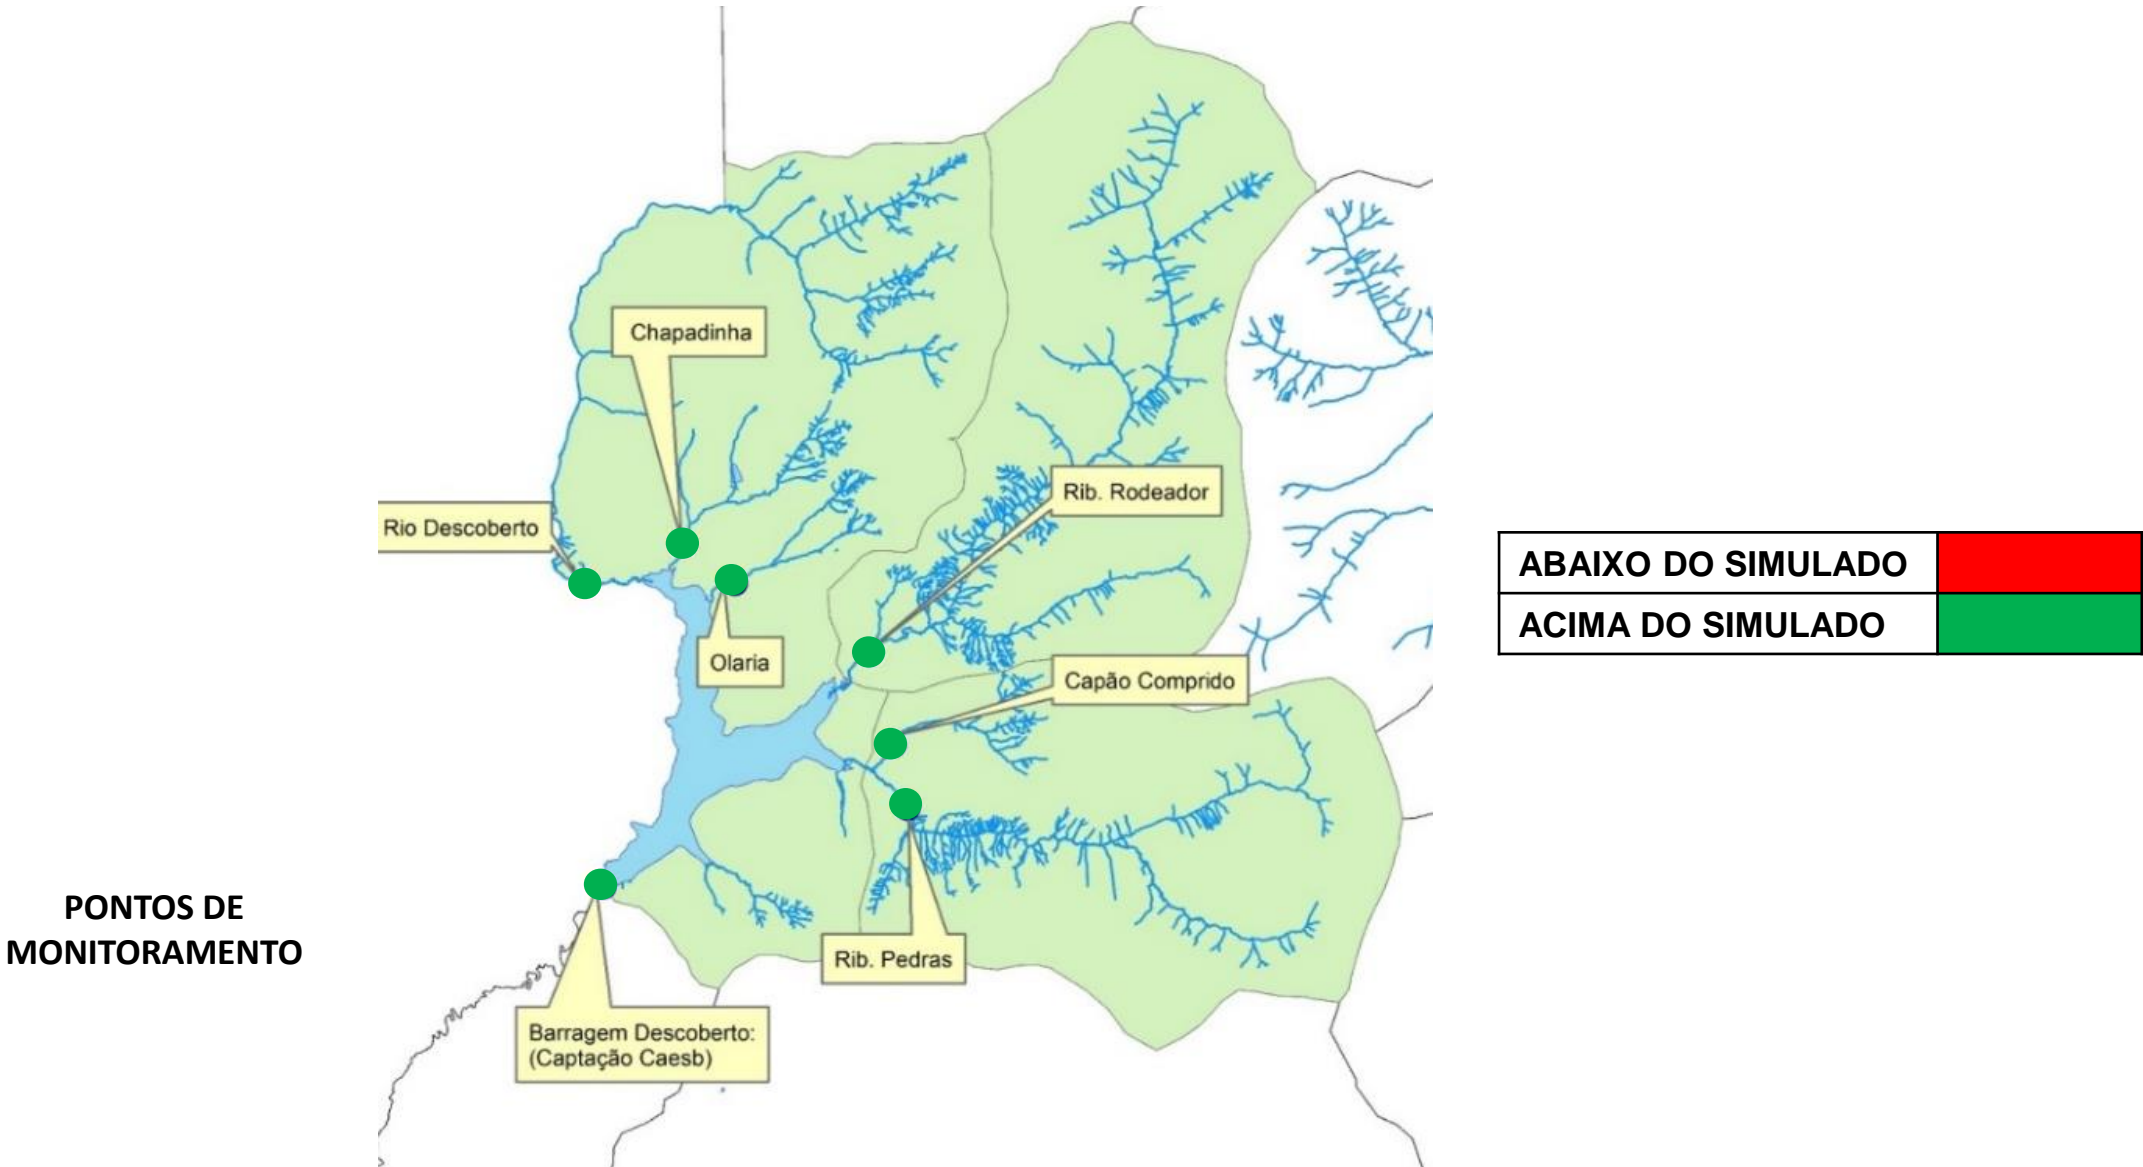 Chapadinha
Rio Descoberto
Rib. Rodeador
Olaria
Capão Comprido
Rib. Pedras
Barragem Descoberto:
(Captação Caesb)
PONTOS DE
MONITORAMENTO
ABAIXO DO SIMULADO
ACIMA DO SIMULADO